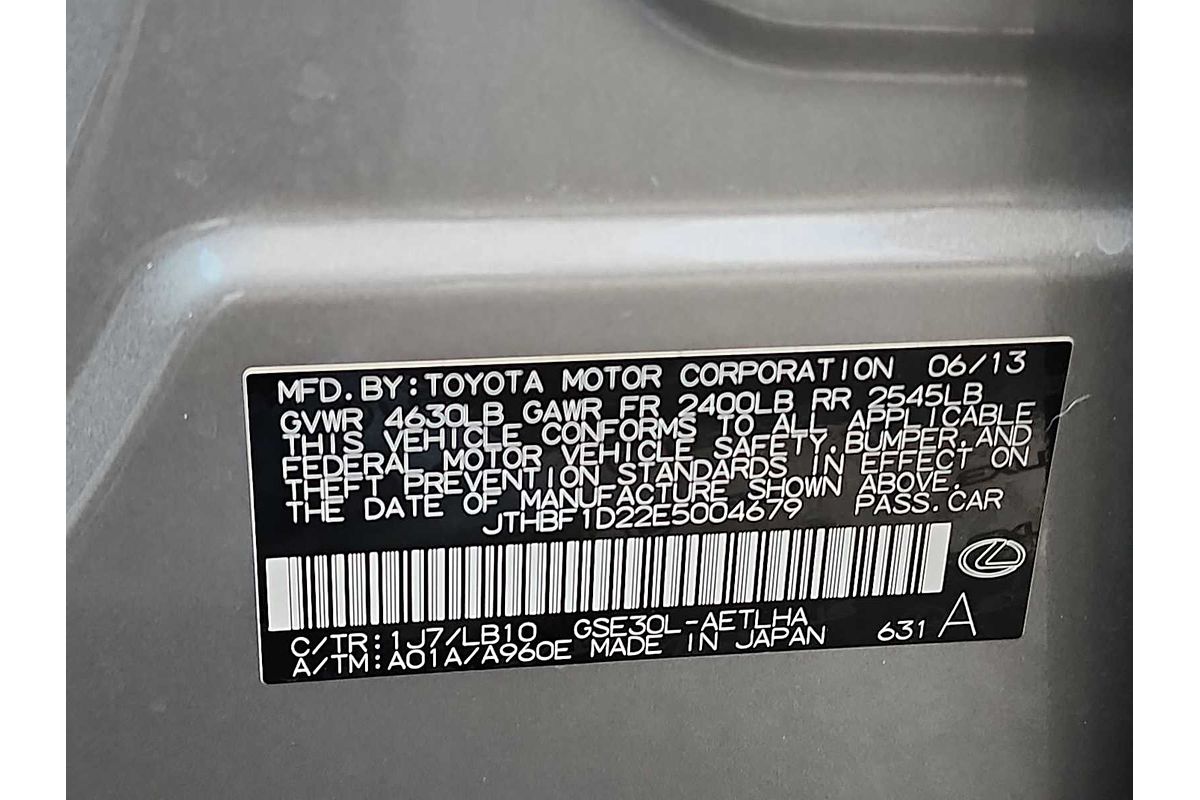 MFD. BY: TOYOTA MOTOR CORPORATION 06/13
GVWR 4630LB GAWR FR 2400LB RR 2545LB
THIS VEHICLE CONFORMS TO ALL APPLICABLE
FEDERAL MOTOR VEHICLE SAFETY, BUMPER, AND
THEFT PREVENTION STANDARDS IN EFFECT ON
THE DATE OF MANUFACTURE SHOWN ABOVE.
JTHBF1D22E5004679 PASS. CAR
C/TR: 1J7/LB10 GSE30L-AETLHA
A/TM: A01A/A960E MADE IN JAPAN 631 A